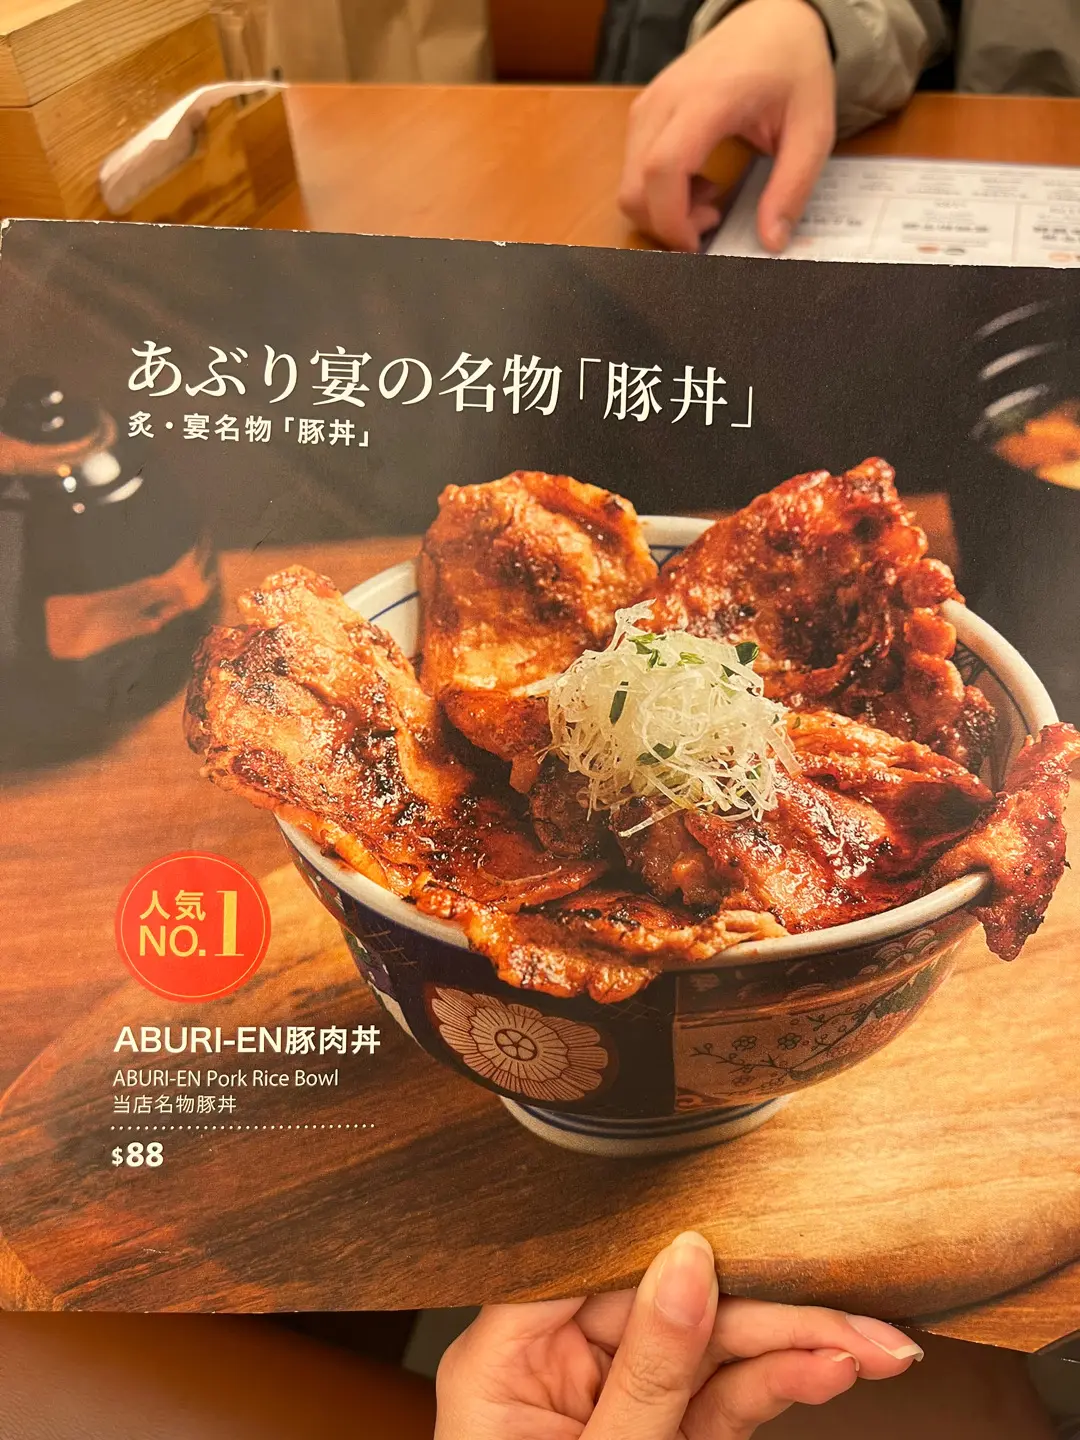 あぶり宴の名物「豚丼」
炙・宴名物「豚丼」
人気
NO.1
ABURI-EN豚肉丼
ABURI-EN Pork Rice Bowl
当店名物豚丼
$88